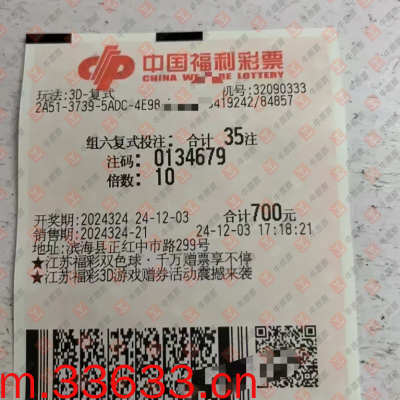 中国福利彩票
CHINA WE RE LOTTERY
玩法:3D-复式
机号:32090333
2A51-3739-5ADC-4E98
8419242/84857
组六复式投注: 合计 35注
注码: 0134679
倍数: 10
开奖期:2024324 24-12-03 合计700元
销售期:2024324-21 24-12-03 17:18:21
地址:滨海县正红中市路299号
★江苏福彩双色球·千万赠票享不停
★江苏福彩3D游戏赠券活动震撼来袭
m.33633.cn